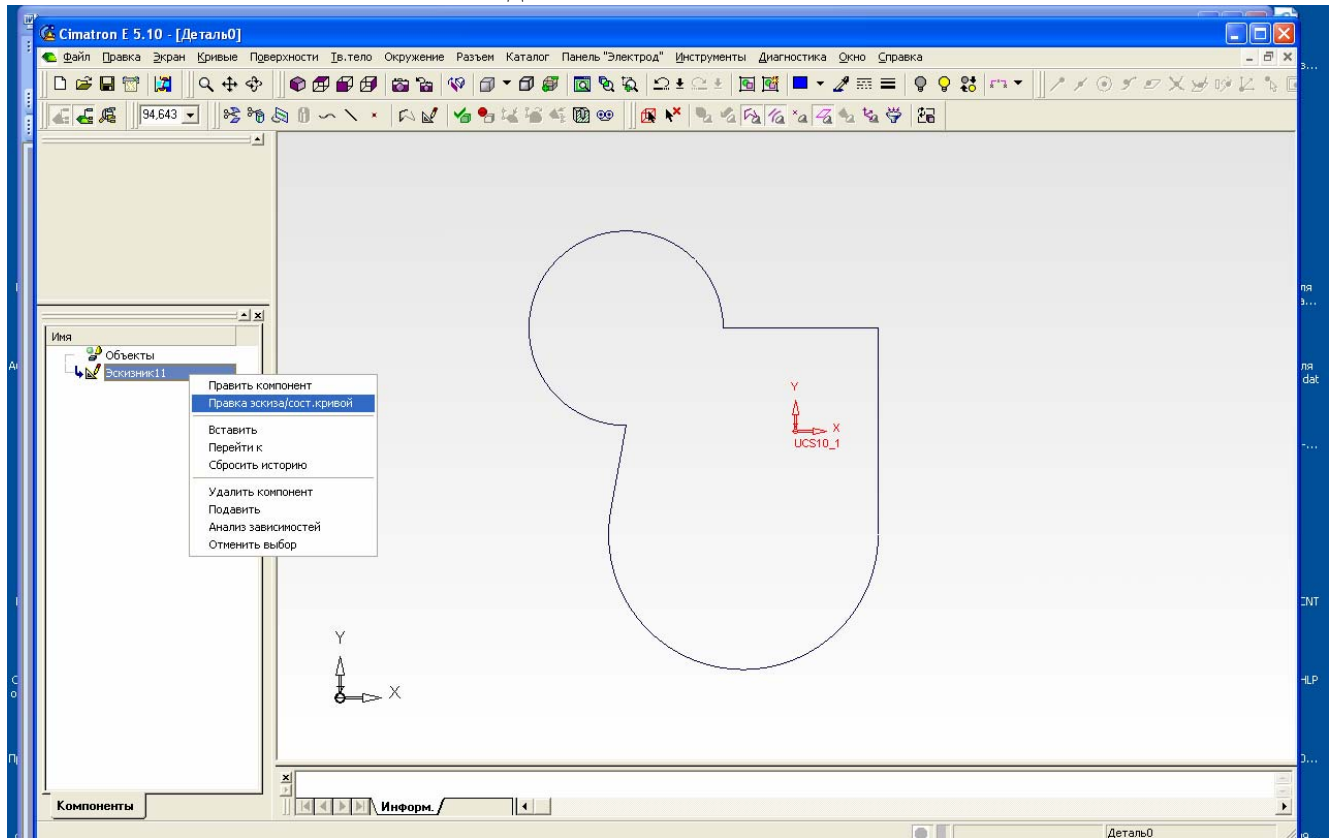 Cimatron E 5.10 - [Деталь0]
Файл Правка Экран Кривые Поверхности Тв.тело Окружение Разъем Каталог Панель "Электрод" Инструменты Диагностика Окно Справка
94,643
Имя
Объекты
Эскизник11
Править компонент
Правка эскиза/сост.кривой
Вставить
Перейти к
Сбросить историю
Удалить компонент
Подавить
Анализ зависимостей
Отменить выбор
Y
X
UCS10_1
Y
X
Компоненты
Информ.
Деталь0
dat